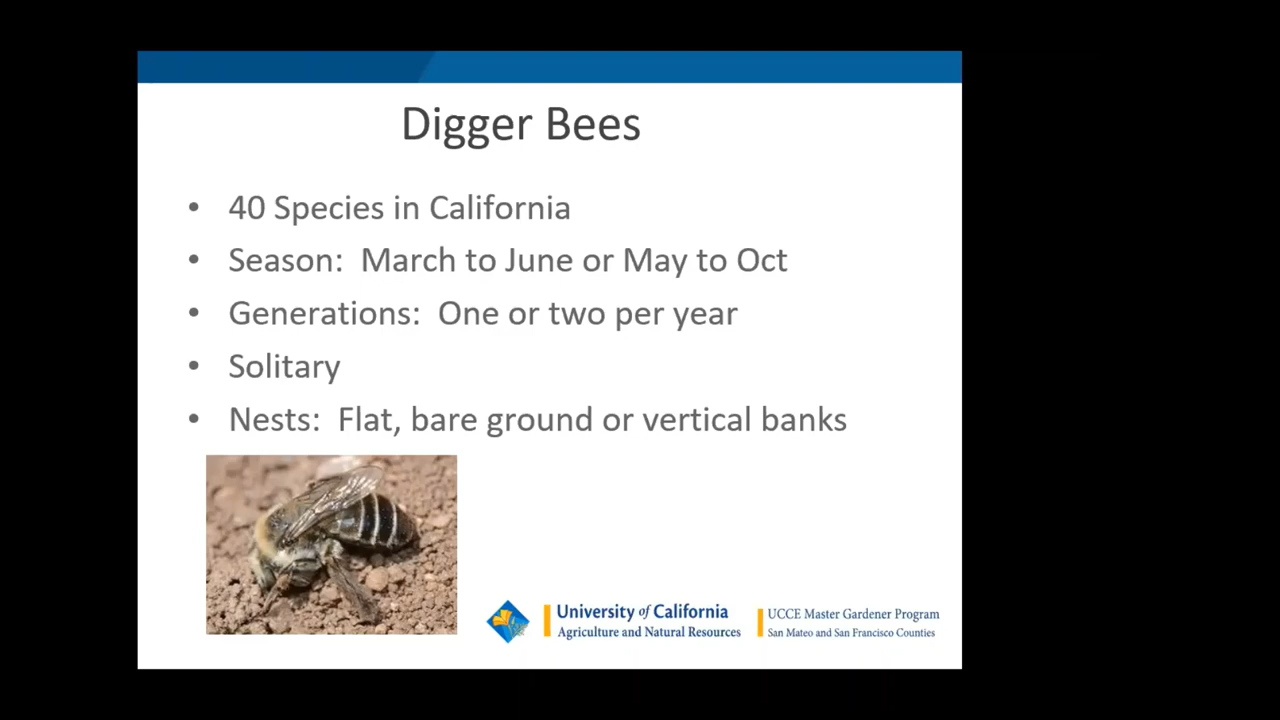 Digger Bees
• 40 Species in California
• Season: March to June or May to Oct
• Generations: One or two per year
• Solitary
• Nests: Flat, bare ground or vertical banks
University of California
Agriculture and Natural Resources
UCCE Master Gardener Program
San Mateo and San Francisco Counties